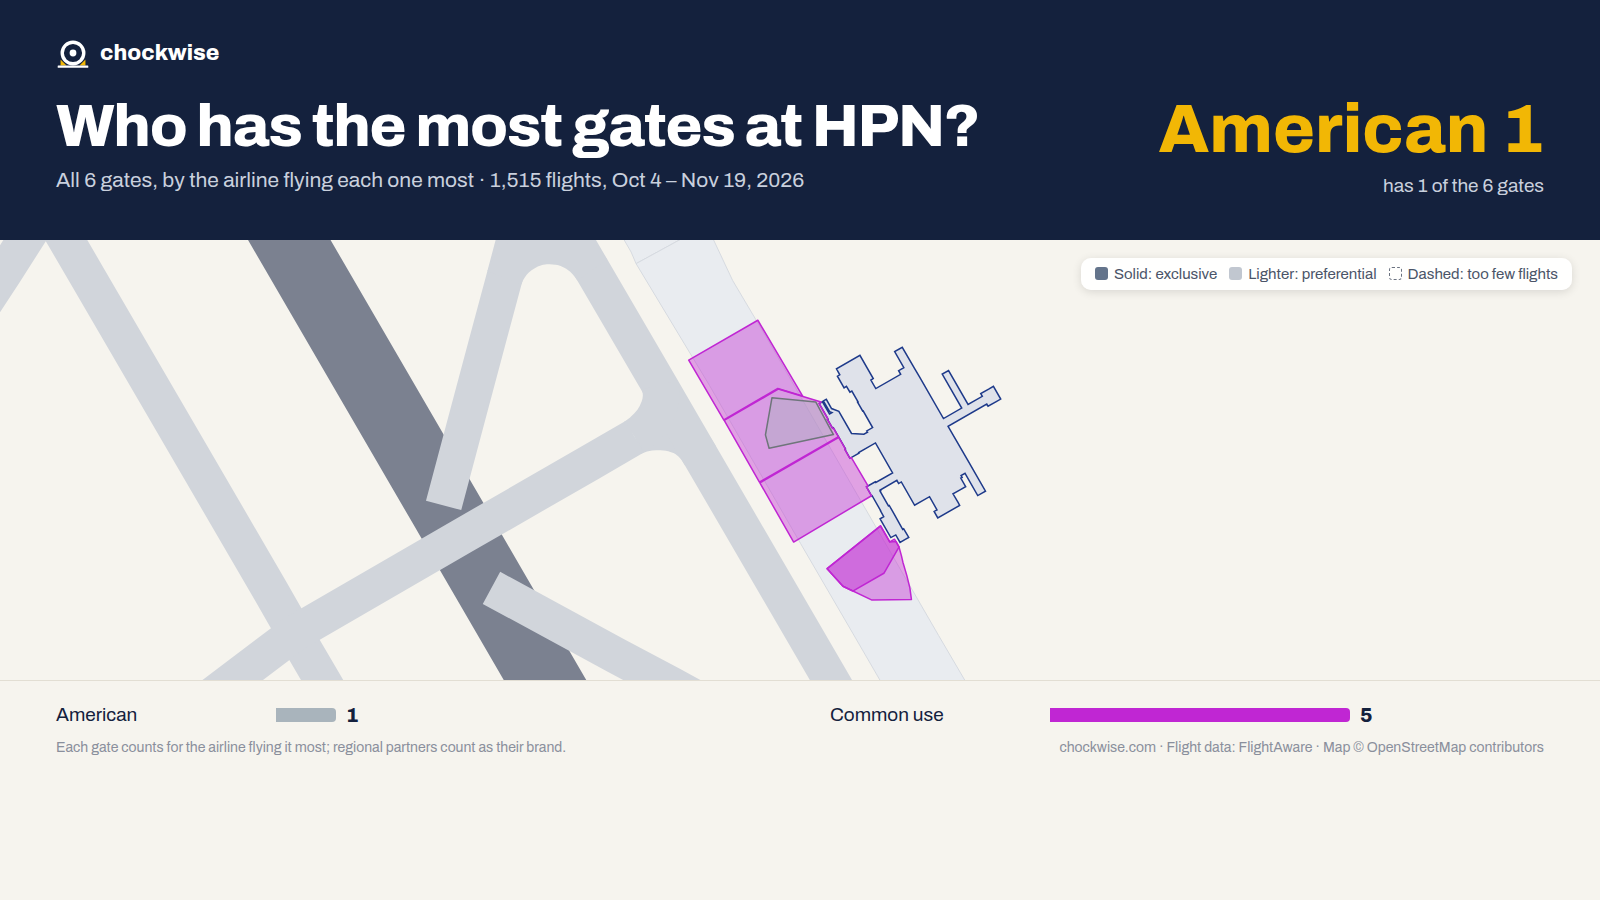 chockwise
Who has the most gates at HPN?
All 6 gates, by the airline flying each one most · 1,515 flights, Oct 4 – Nov 19, 2026
American 1
has 1 of the 6 gates
Solid: exclusive
Lighter: preferential
Dashed: too few flights
American 1
Common use 5
Each gate counts for the airline flying it most; regional partners count as their brand.
chockwise.com · Flight data: FlightAware · Map © OpenStreetMap contributors